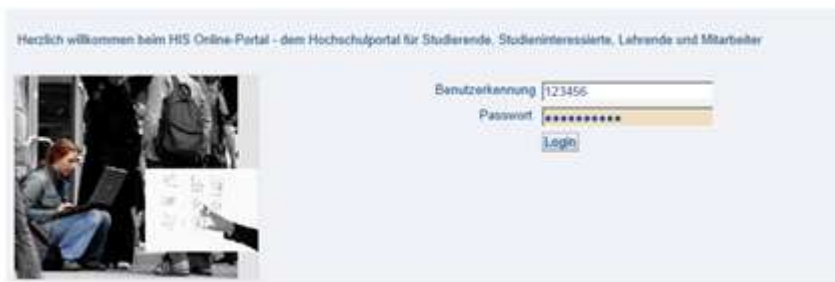 Herzlich willkommen beim HIS Online-Portal - dem Hochschulportal für Studierende, Studieninteressierte, Lehrende und Mitarbeiter
Benutzerkennung 123456
Passwort ••••••••••
Login